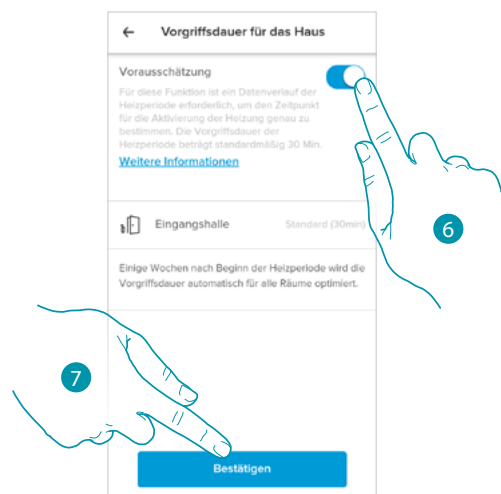 ← Vorgriffsdauer für das Haus
Vorausschätzung
Für diese Funktion ist ein Datenverlauf der
Heizperiode erforderlich, um den Zeitpunkt
für die Aktivierung der Heizung genau zu
bestimmen. Die Vorgriffsdauer der
Heizperiode beträgt standardmäßig 30 Min.
Weitere Informationen
6
Eingangshalle Standard (30min)
Einige Wochen nach Beginn der Heizperiode wird die
Vorgriffsdauer automatisch für alle Räume optimiert.
7
Bestätigen